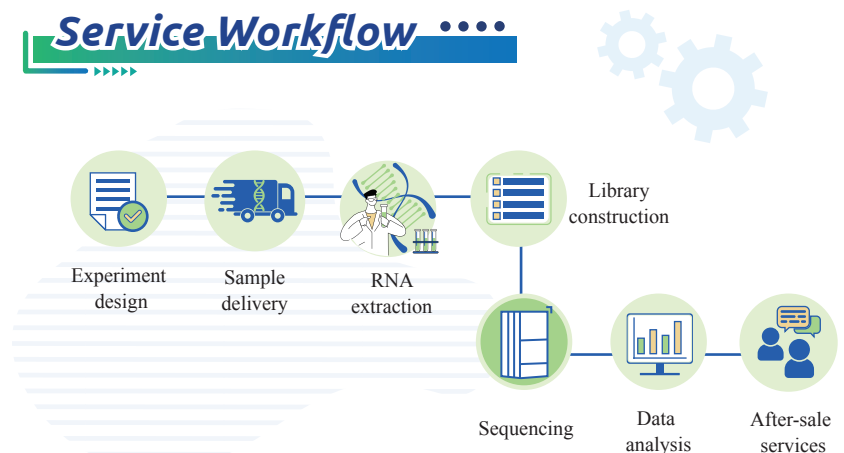 Service Workflow
Experiment
design
Sample
delivery
RNA
extraction
Library
construction
Sequencing
Data
analysis
After-sale
services